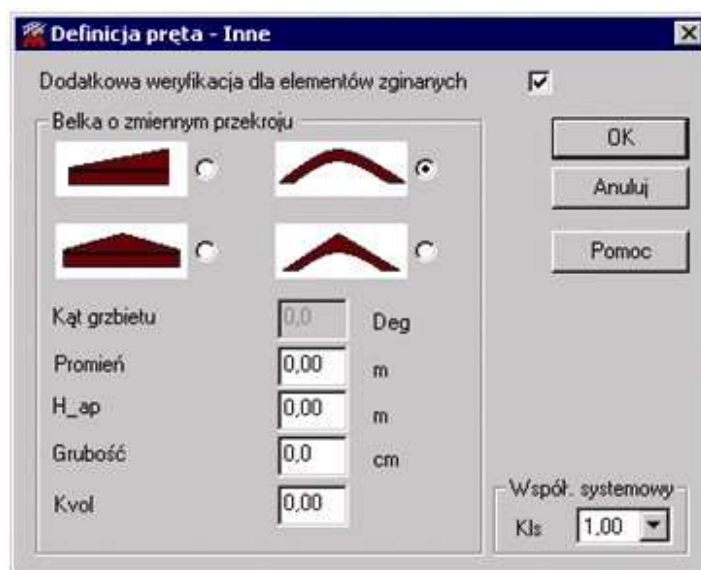 Definicja pręta - Inne
Dodatkowa weryfikacja dla elementów zginanych
Belka o zmiennym przekroju
OK
Anuluj
Pomoc
Kąt grzbietu 0,0 Deg
Promień 0,00 m
H_ap 0,00 m
Grubość 0,0 cm
Kvol 0,00
Współ. systemowy
Kls 1,00